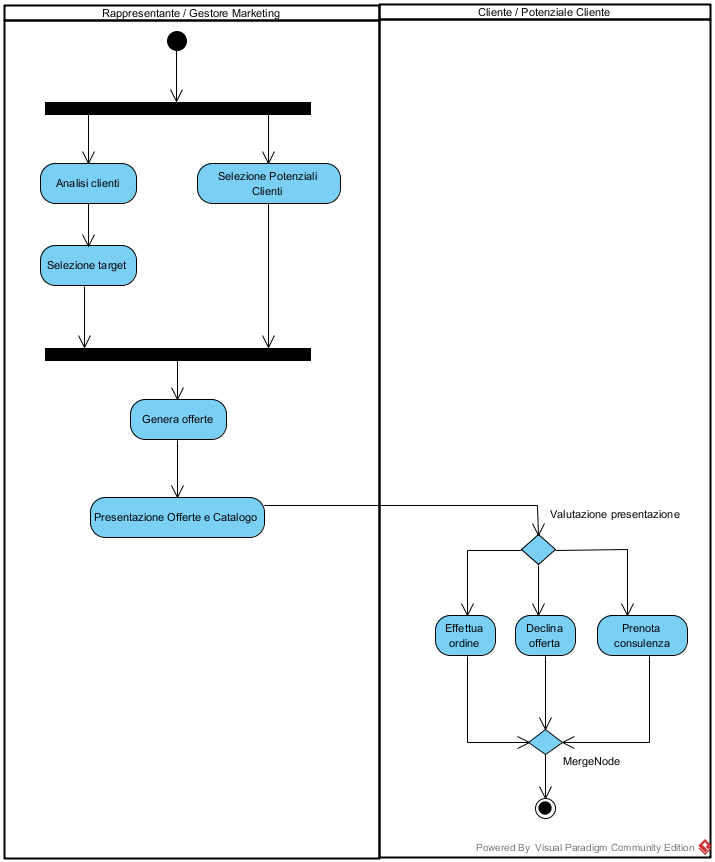 Rappresentante / Gestore Marketing
Cliente / Potenziale Cliente
Analisi clienti
Selezione Potenziali
Clienti
Selezione target
Genera offerte
Presentazione Offerte e Catalogo
Valutazione presentazione
Effettua
ordine
Declina
offerta
Prenota
consulenza
MergeNode
Powered By Visual Paradigm Community Edition